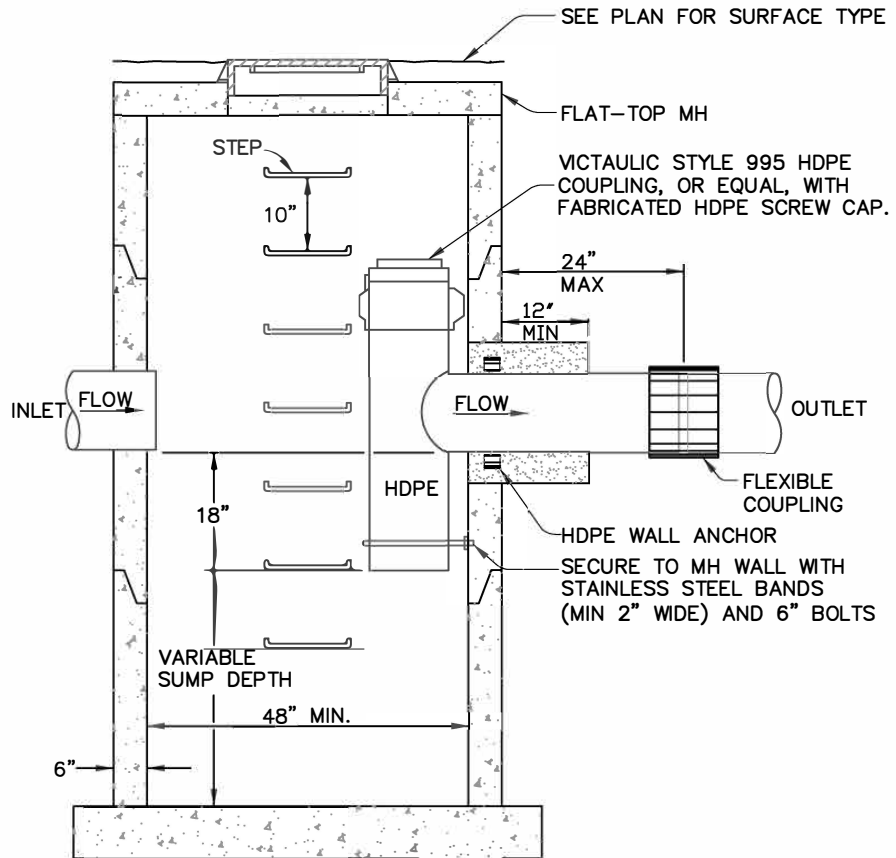 SEE PLAN FOR SURFACE TYPE
FLAT-TOP MH
STEP
VICTAULIC STYLE 995 HDPE
COUPLING, OR EQUAL, WITH
FABRICATED HDPE SCREW CAP.
10"
24"
MAX
12"
MIN
INLET
FLOW
FLOW
OUTLET
HDPE
FLEXIBLE
COUPLING
18"
HDPE WALL ANCHOR
SECURE TO MH WALL WITH
STAINLESS STEEL BANDS
(MIN 2" WIDE) AND 6" BOLTS
VARIABLE
SUMP DEPTH
48" MIN.
6"